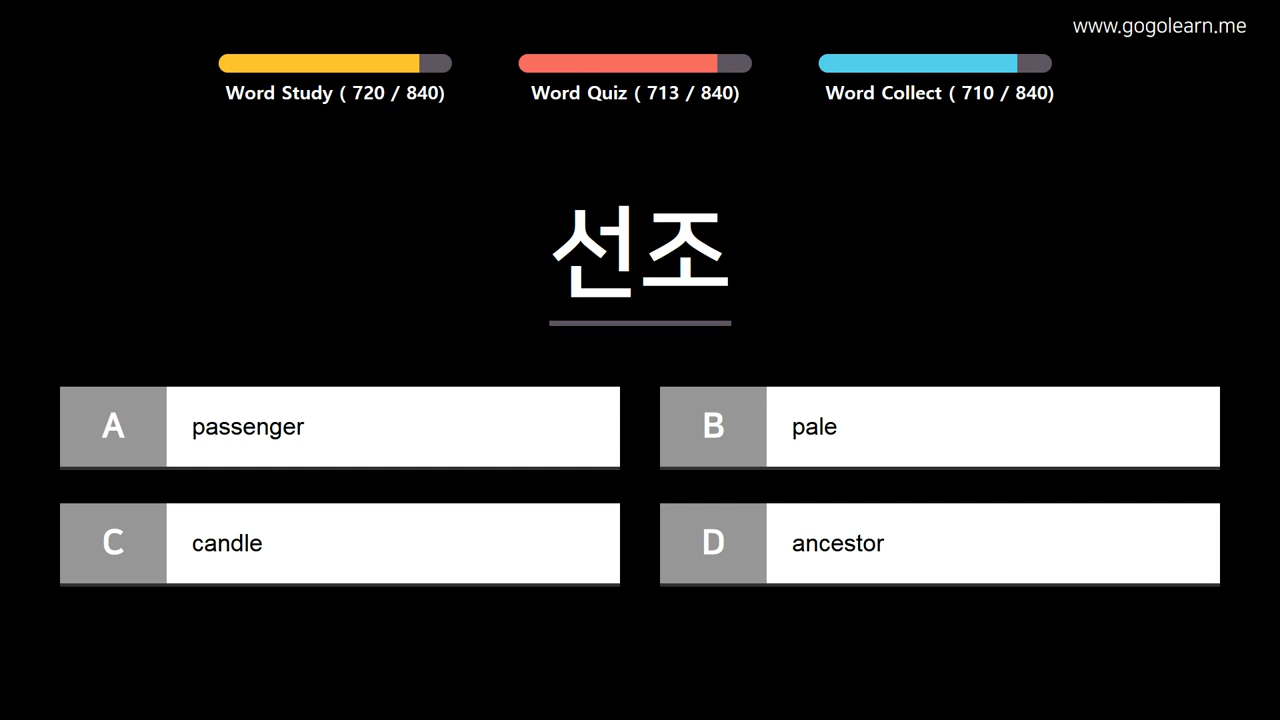 www.gogolearn.me
Word Study ( 720 / 840)
Word Quiz ( 713 / 840)
Word Collect ( 710 / 840)
선조
A passenger
B pale
C candle
D ancestor